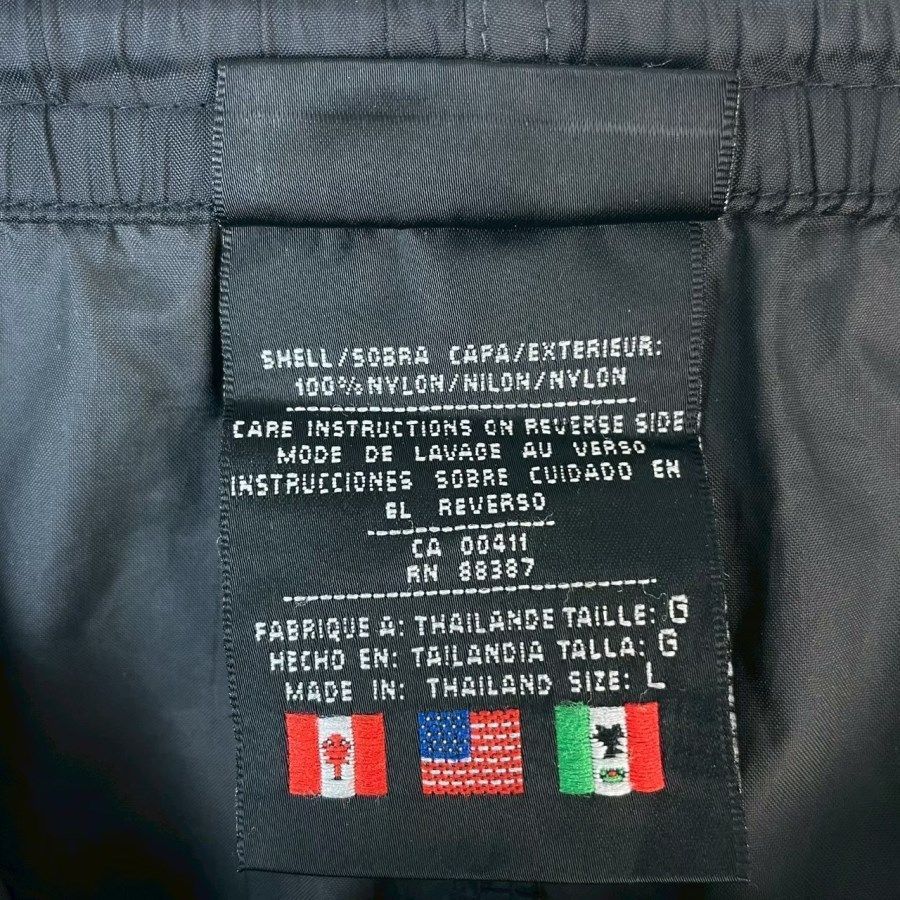 SHELL/SOBRA CAPA/EXTERIEUR:
100% NYLON/NILON/NYLON
CARE INSTRUCTIONS ON REVERSE SIDE
MODE DE LAVAGE AU VERSO
INSTRUCCIONES SOBRE CUIDADO EN
EL REVERSO
CA 00411
RN 88387
FABRIQUE A: THAILANDE TAILLE: G
HECHO EN: TAILANDIA TALLA: G
MADE IN: THAILAND SIZE: L